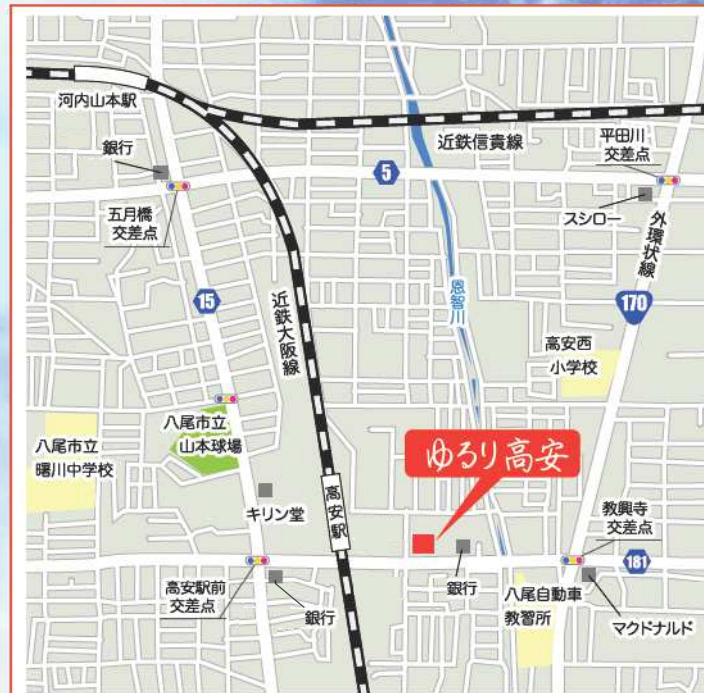 河内山本駅
近鉄信貴線
平田川
交差点
銀行
5
五月橋
交差点
スシロー
外環状線
15
近鉄大阪線
恩智川
170
高安西
小学校
八尾市立
山本球場
八尾市立
曙川中学校
ゆるり高安
キリン堂
高安駅
教興寺
交差点
181
高安駅前
交差点
銀行
銀行
八尾自動車
教習所
マクドナルド